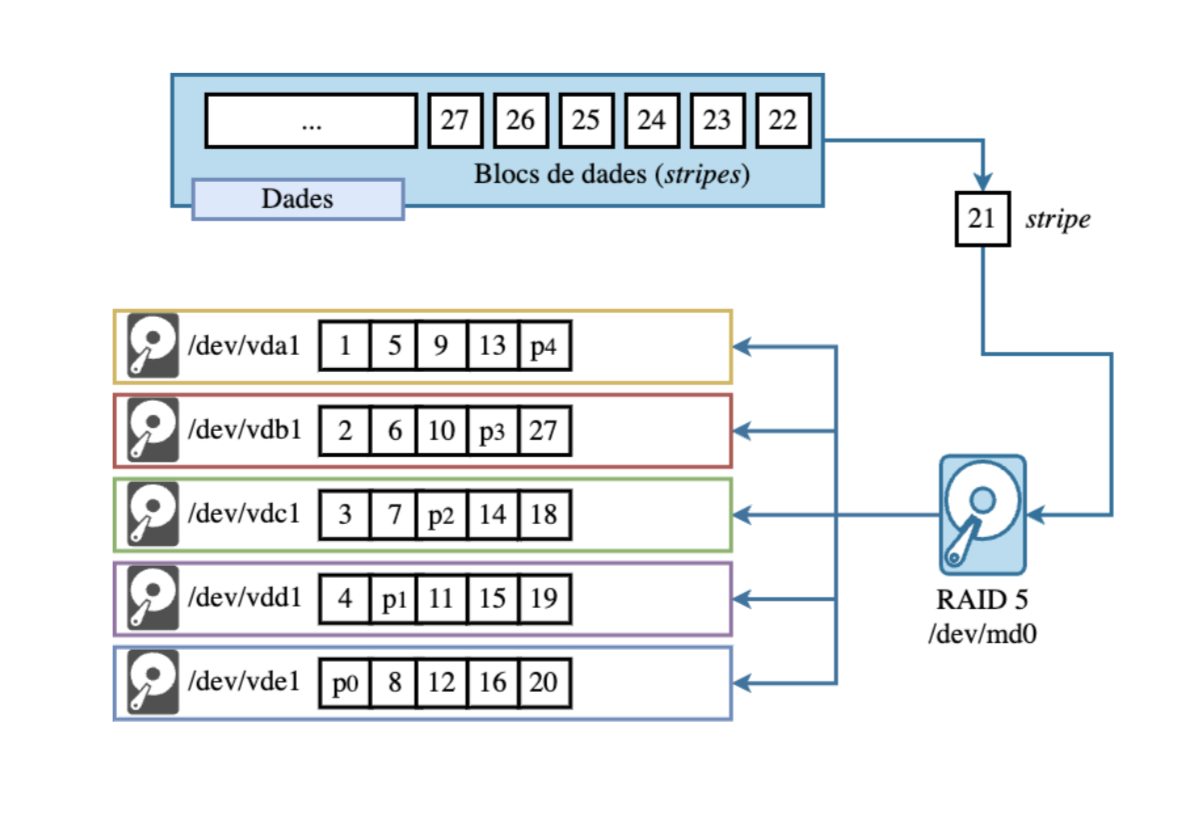 ... 27 26 25 24 23 22
Blocs de dades (stripes)
Dades
21 stripe
/dev/vda1 1 5 9 13 p4
/dev/vdb1 2 6 10 p3 27
/dev/vdc1 3 7 p2 14 18
/dev/vdd1 4 p1 11 15 19
/dev/vde1 p0 8 12 16 20
RAID 5
/dev/md0